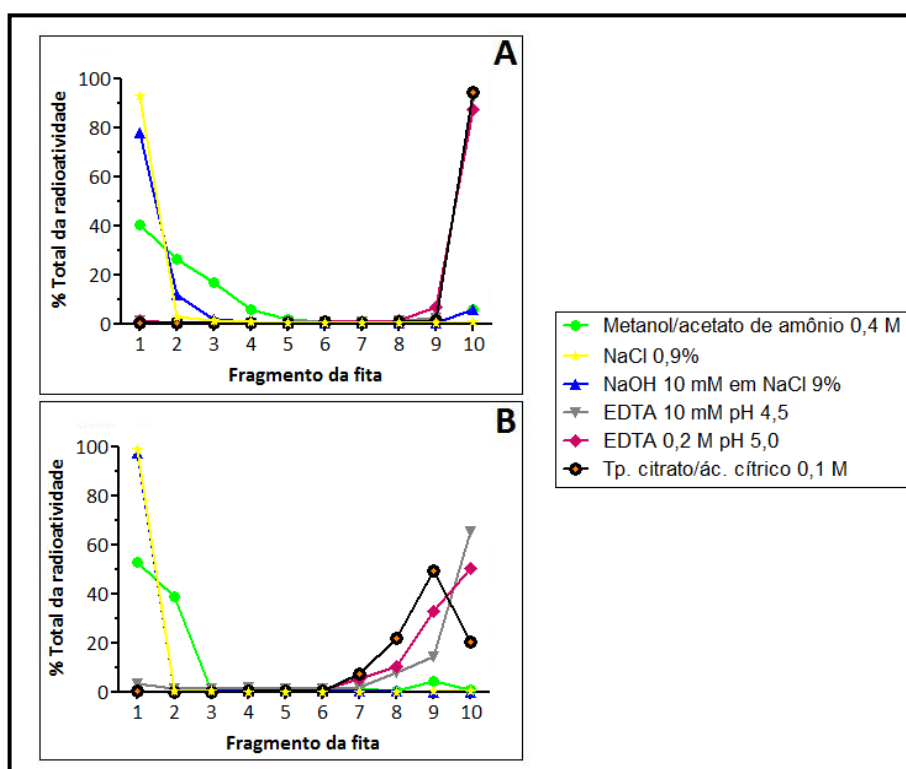 A
% Total da radioatividade
100
80
60
40
20
0
1 2 3 4 5 6 7 8 9 10
Fragmento da fita
B
% Total da radioatividade
100
80
60
40
20
0
1 2 3 4 5 6 7 8 9 10
Fragmento da fita
Metanol/acetato de amônio 0,4 M
NaCl 0,9%
NaOH 10 mM em NaCl 9%
EDTA 10 mM pH 4,5
EDTA 0,2 M pH 5,0
Tp. citrato/ác. cítrico 0,1 M